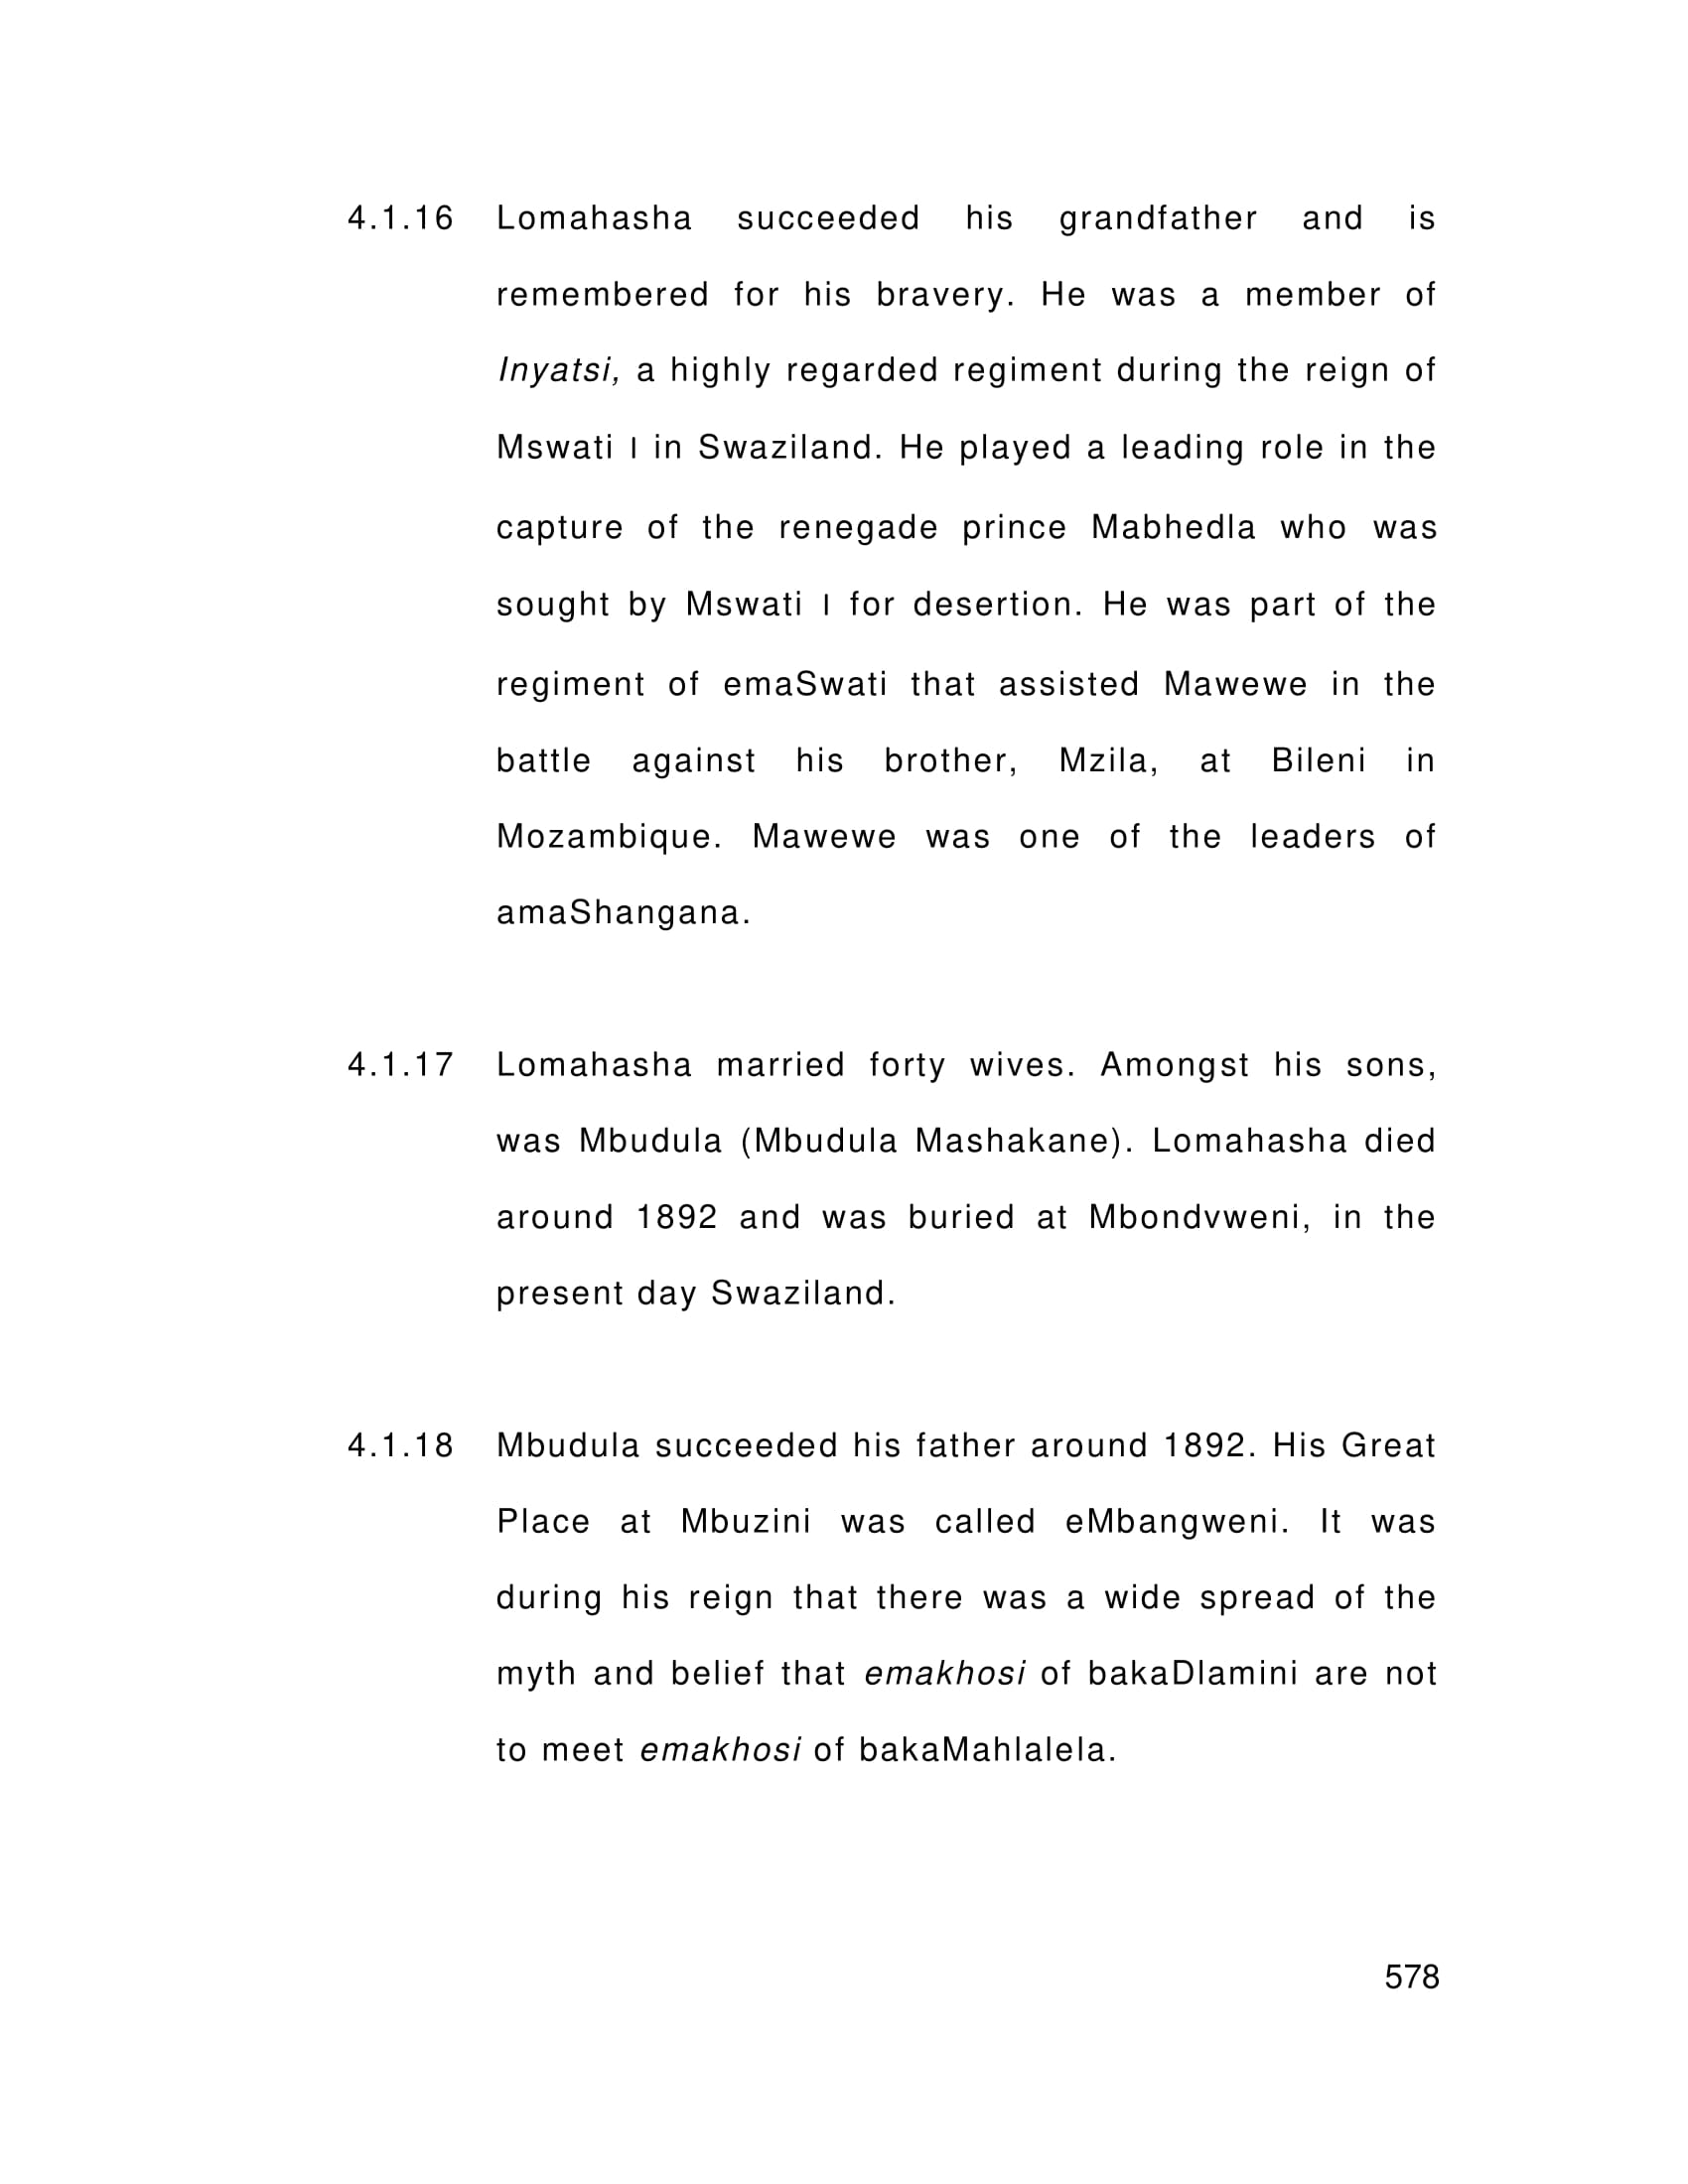 4.1.16 Lomahasha succeeded his grandfather and is
remembered for his bravery. He was a member of
Inyatsi, a highly regarded regiment during the reign of
Mswati I in Swaziland. He played a leading role in the
capture of the renegade prince Mabhedla who was
sought by Mswati I for desertion. He was part of the
regiment of emaSwati that assisted Mawewe in the
battle against his brother, Mzila, at Bileni in
Mozambique. Mawewe was one of the leaders of
amaShangana.
4.1.17 Lomahasha married forty wives. Amongst his sons,
was Mbudula (Mbudula Mashakane). Lomahasha died
around 1892 and was buried at Mbondvweni, in the
present day Swaziland.
4.1.18 Mbudula succeeded his father around 1892. His Great
Place at Mbuzini was called eMbangweni. It was
during his reign that there was a wide spread of the
myth and belief that emakhosi of bakaDlamini are not
to meet emakhosi of bakaMahlalela.
578